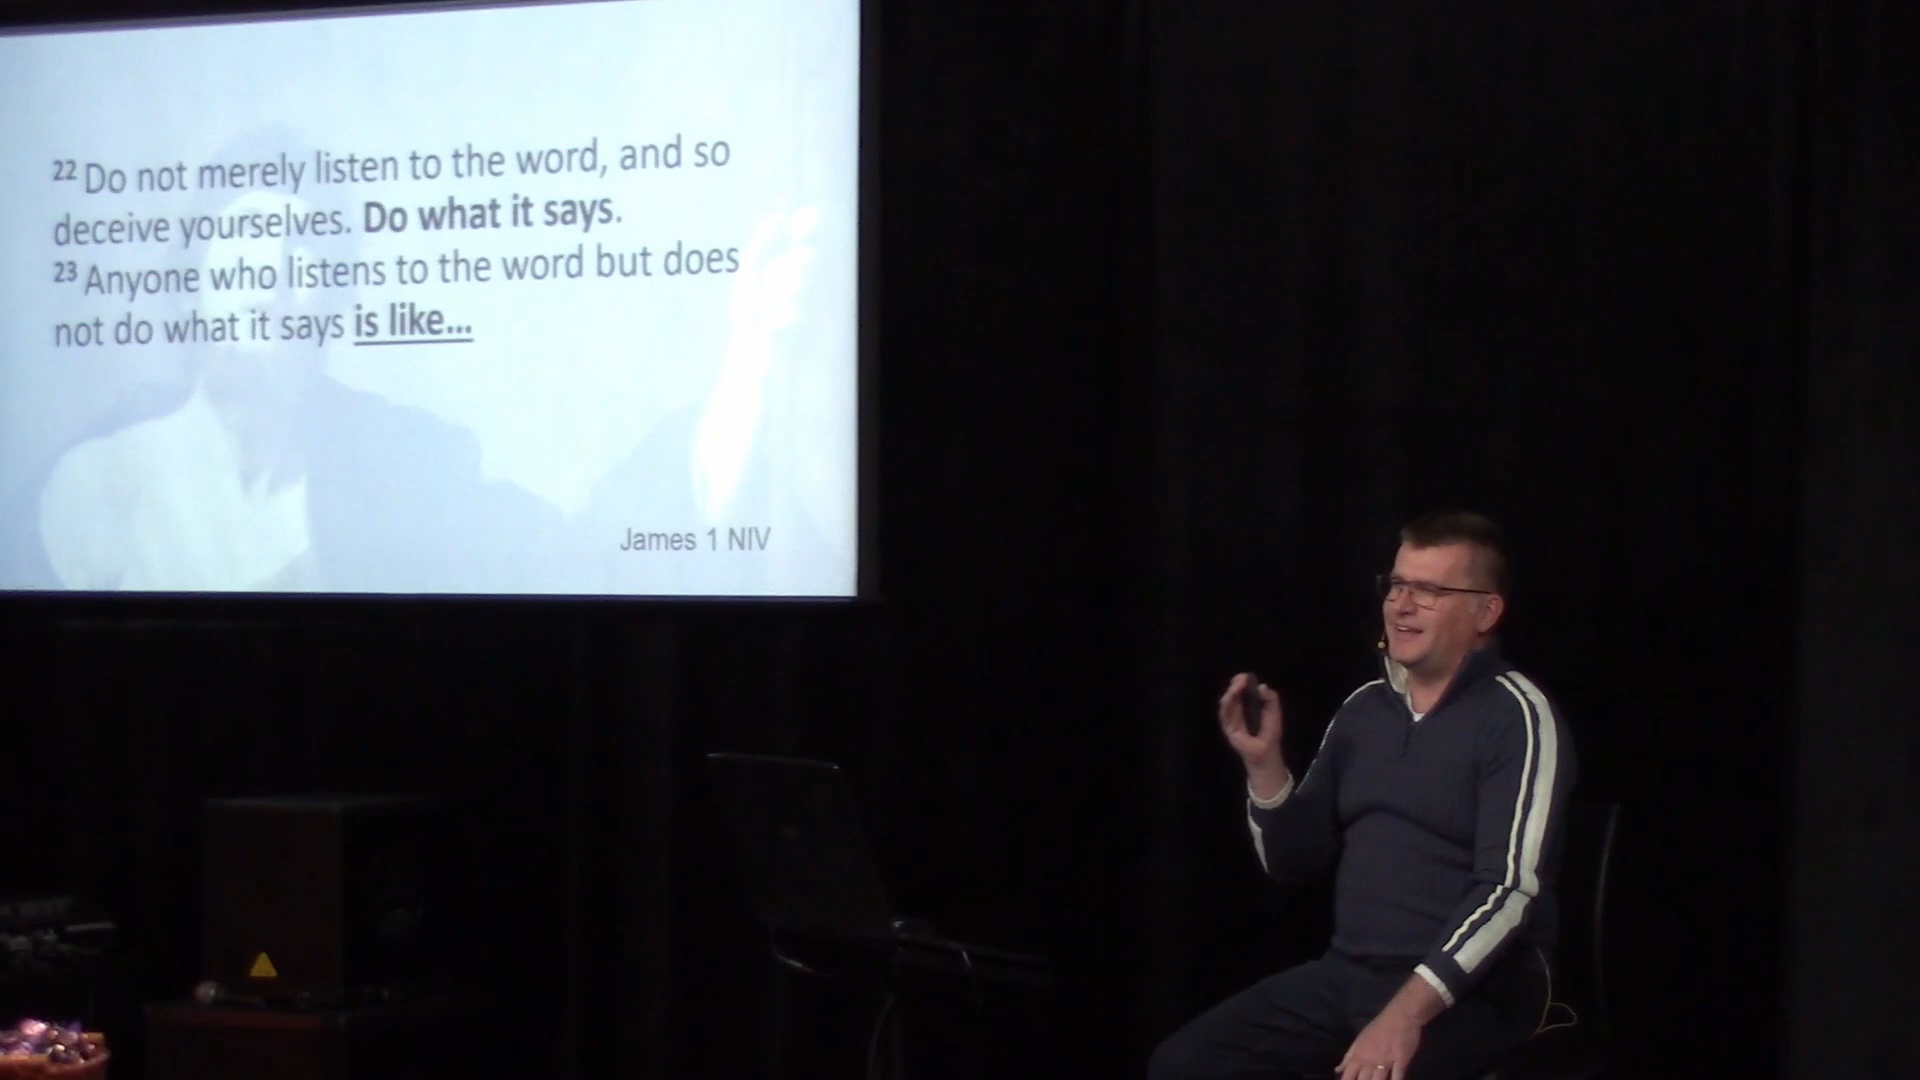 22 Do not merely listen to the word, and so
deceive yourselves. Do what it says.
23 Anyone who listens to the word but does
not do what it says is like...
James 1 NIV